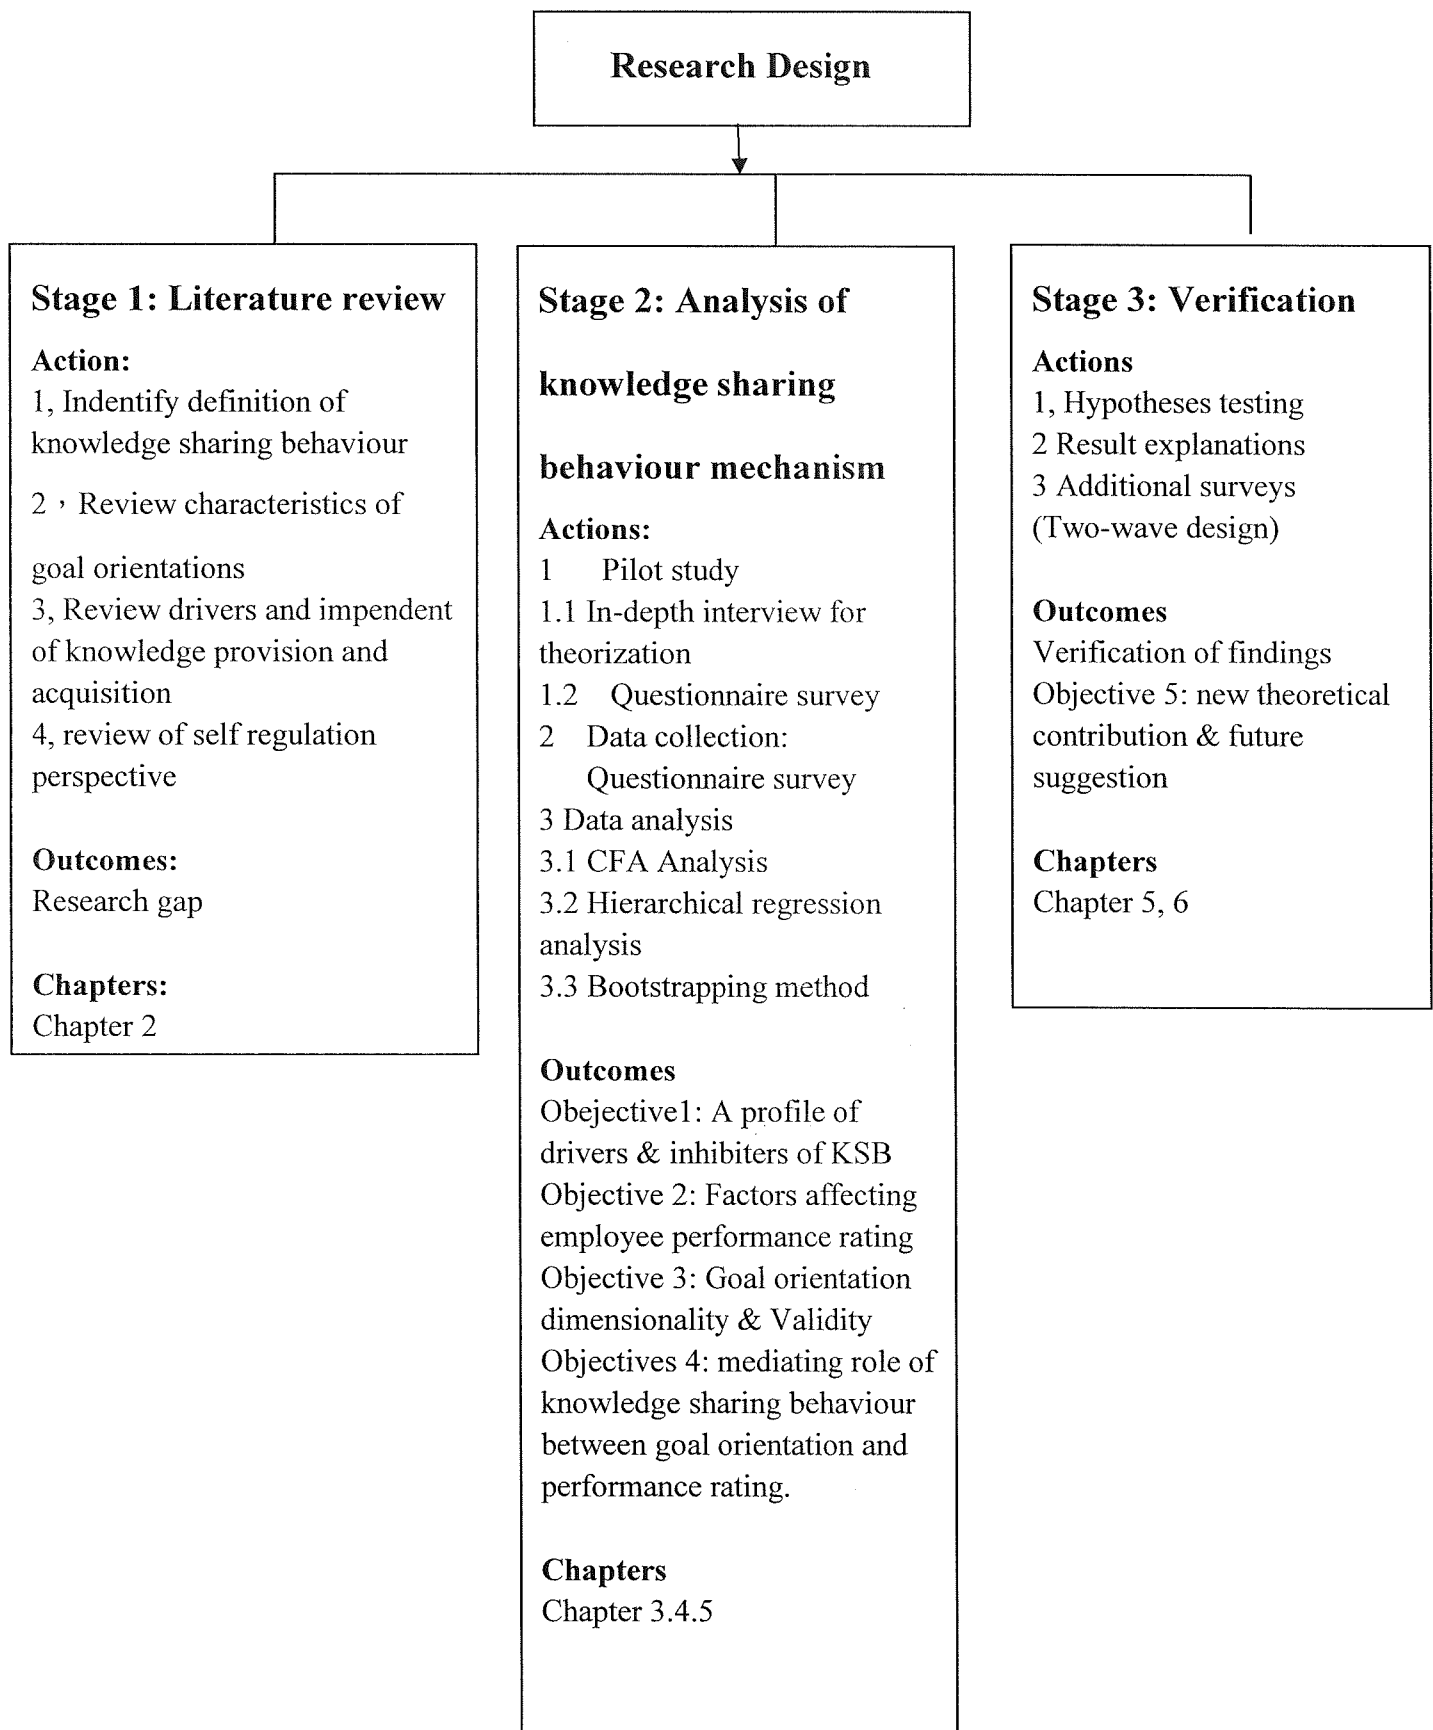 Research Design
Stage 1: Literature review
Action:
1, Indentify definition of
knowledge sharing behaviour
2，Review characteristics of
goal orientations
3, Review drivers and impendent
of knowledge provision and
acquisition
4, review of self regulation
perspective
Outcomes:
Research gap
Chapters:
Chapter 2
Stage 2: Analysis of
knowledge sharing
behaviour mechanism
Actions:
1 Pilot study
1.1 In-depth interview for
theorization
1.2 Questionnaire survey
2 Data collection:
Questionnaire survey
3 Data analysis
3.1 CFA Analysis
3.2 Hierarchical regression
analysis
3.3 Bootstrapping method
Outcomes
Obejective1: A profile of
drivers & inhibiters of KSB
Objective 2: Factors affecting
employee performance rating
Objective 3: Goal orientation
dimensionality & Validity
Objectives 4: mediating role of
knowledge sharing behaviour
between goal orientation and
performance rating.
Chapters
Chapter 3.4.5
Stage 3: Verification
Actions
1, Hypotheses testing
2 Result explanations
3 Additional surveys
(Two-wave design)
Outcomes
Verification of findings
Objective 5: new theoretical
contribution & future
suggestion
Chapters
Chapter 5, 6